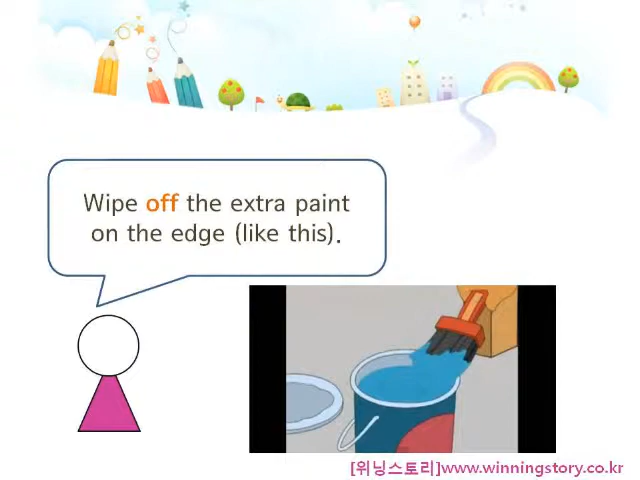 Wipe off the extra paint
on the edge (like this).
[위닝스토리]www.winningstory.co.kr